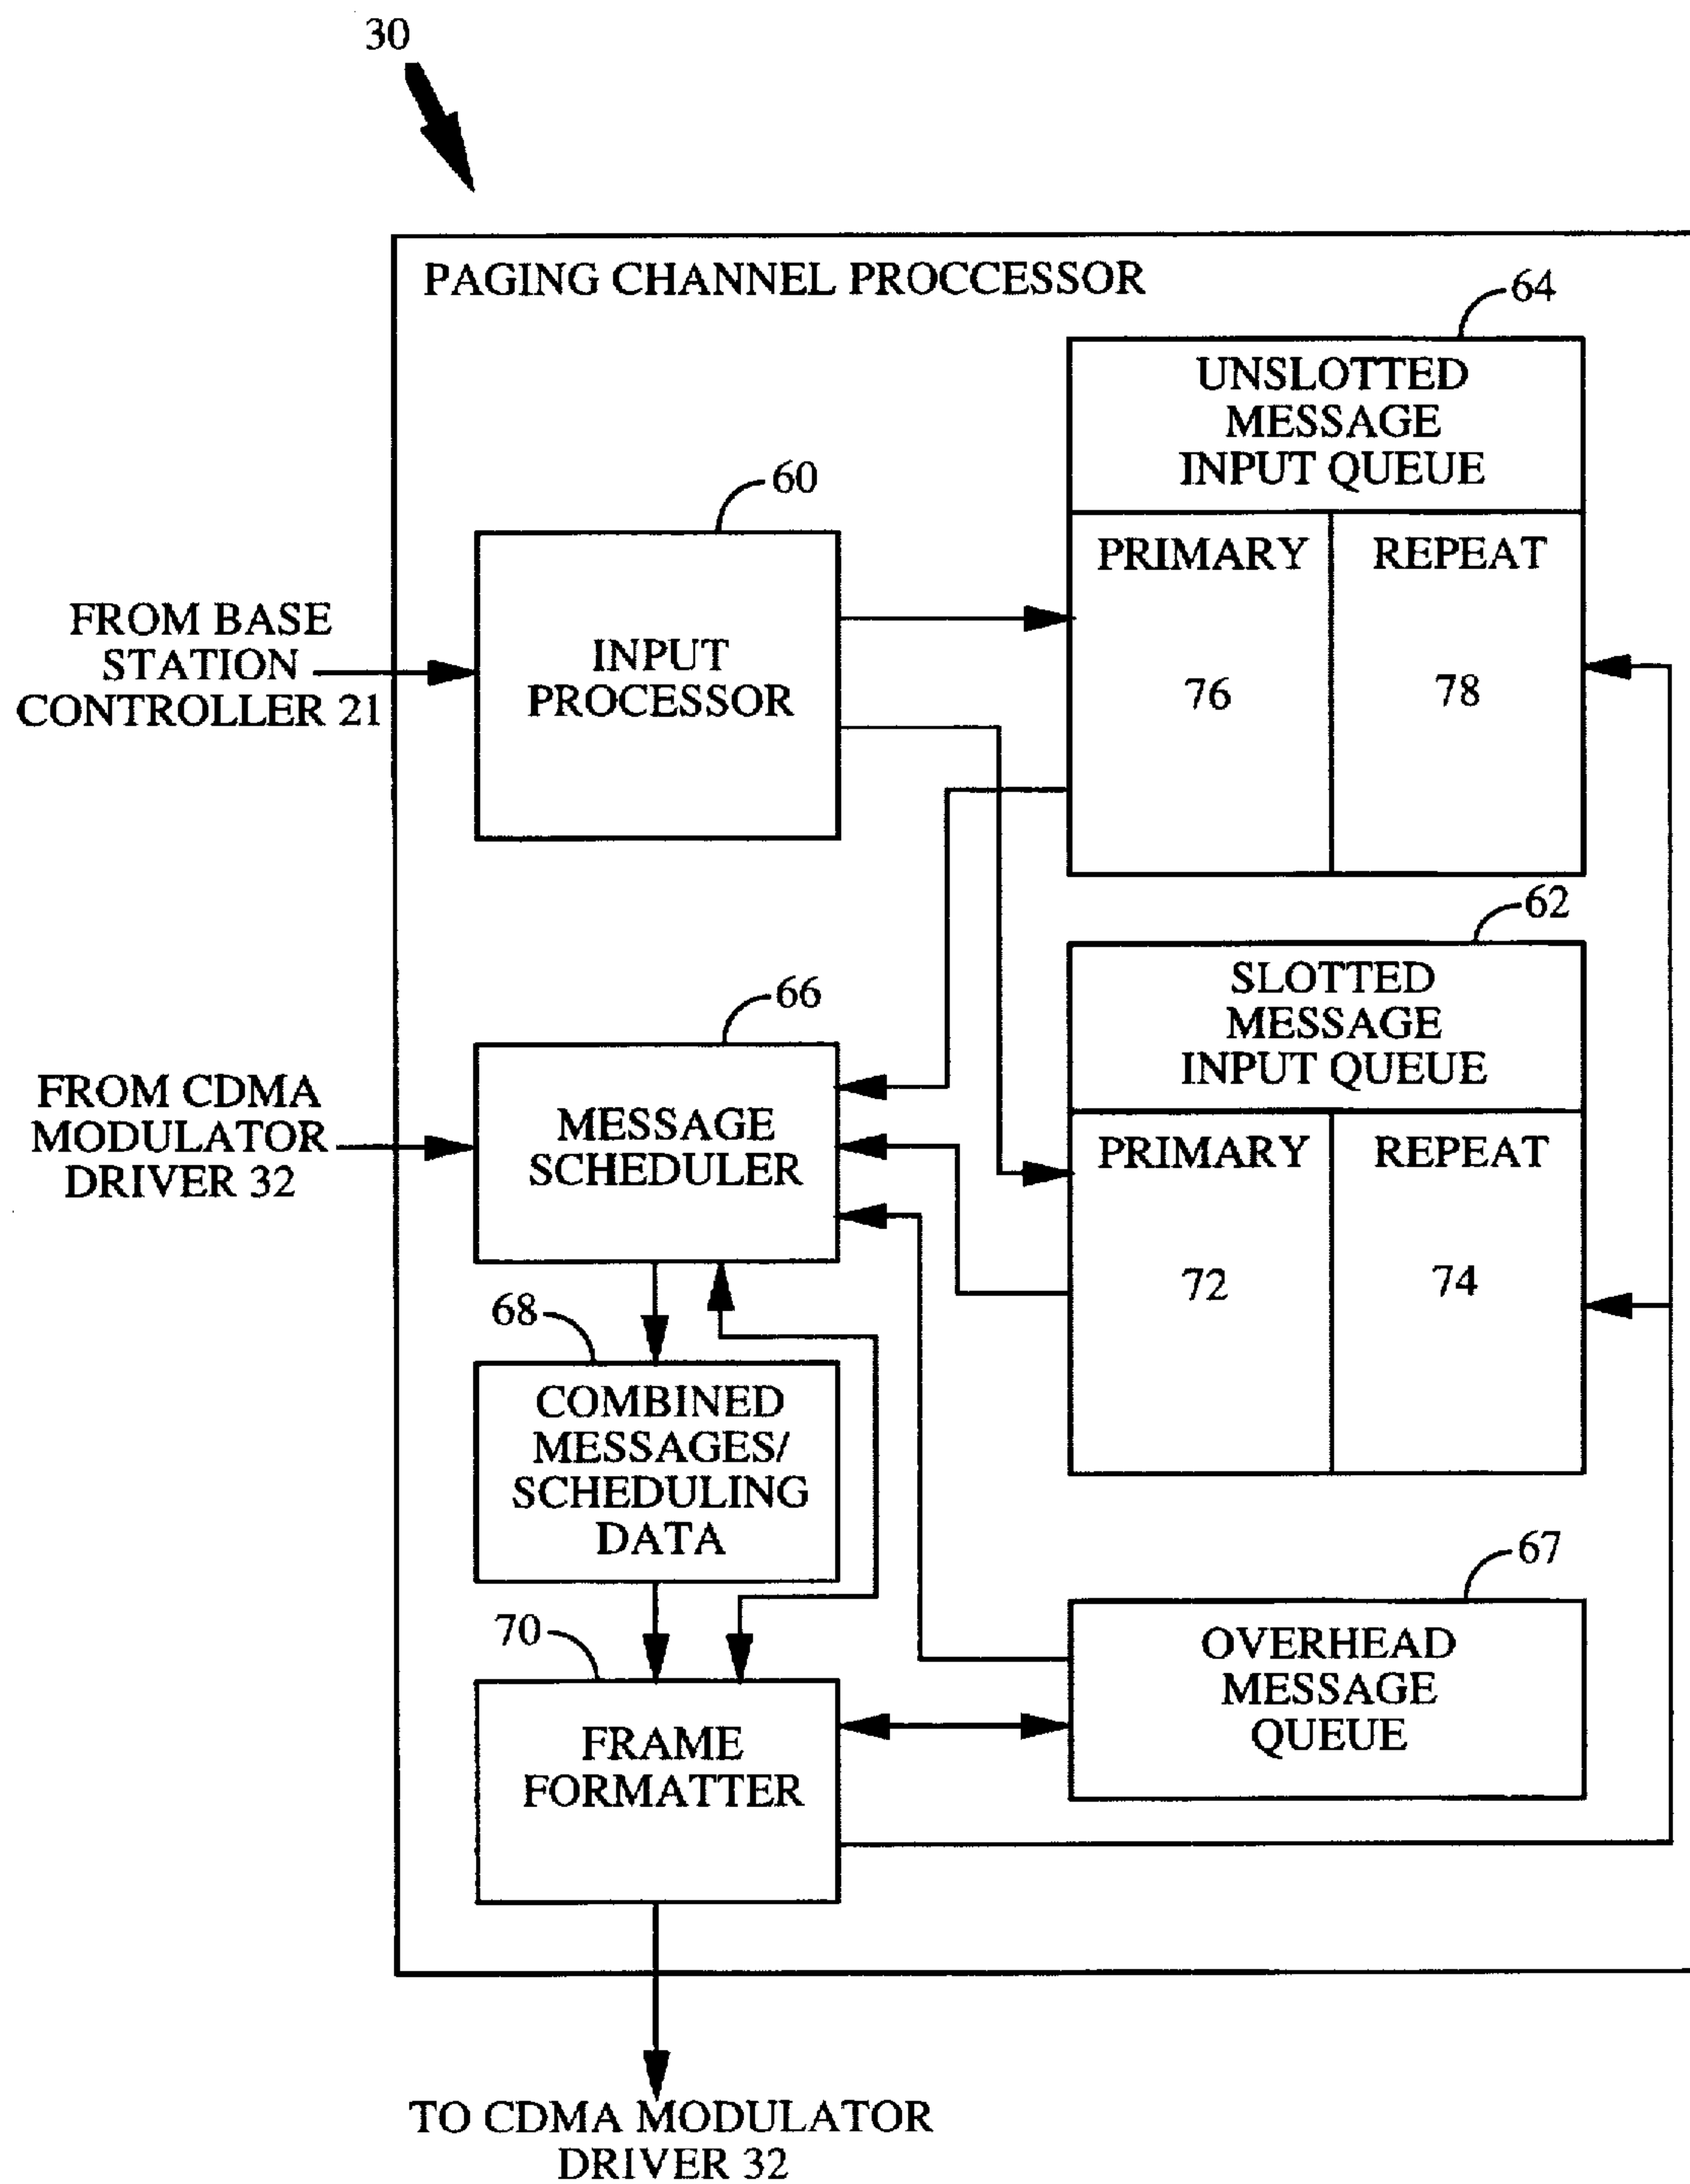 30
PAGING CHANNEL PROCCESSOR
64
UNSLOTTED
MESSAGE
INPUT QUEUE
PRIMARY
REPEAT
76
78
60
INPUT
PROCESSOR
FROM BASE
STATION
CONTROLLER 21
62
SLOTTED
MESSAGE
INPUT QUEUE
PRIMARY
REPEAT
72
74
66
MESSAGE
SCHEDULER
FROM CDMA
MODULATOR
DRIVER 32
68
COMBINED
MESSAGES/
SCHEDULING
DATA
67
OVERHEAD
MESSAGE
QUEUE
70
FRAME
FORMATTER
TO CDMA MODULATOR
DRIVER 32